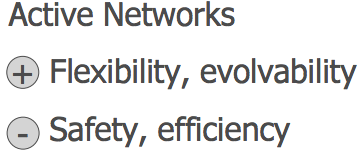 Active Networks
+ Flexibility, evolvability
- Safety, efficiency